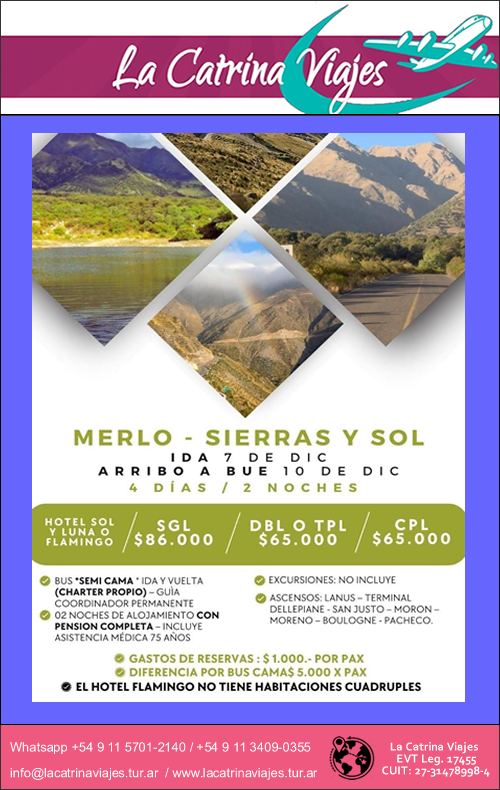 La Catrina Viajes
MERLO - SIERRAS Y SOL
IDA 7 DE DIC
ARRIBO A BUE 10 DE DIC
4 DÍAS / 2 NOCHES
HOTEL SOL
Y LUNA O
FLAMINGO
SGL
$86.000
DBL O TPL
$65.000
CPL
$65.000
BUS "SEMI CAMA " IDA Y VUELTA
(CHARTER PROPIO) – GUÌA
COORDINADOR PERMANENTE
02 NOCHES DE ALOJAMIENTO CON
PENSION COMPLETA – INCLUYE
ASISTENCIA MÉDICA 75 AÑOS
EXCURSIONES: NO INCLUYE
ASCENSOS: LANUS – TERMINAL
DELLEPIANE - SAN JUSTO – MORON –
MORENO – BOULOGNE - PACHECO.
GASTOS DE RESERVAS : $ 1.000.- POR PAX
DIFERENCIA POR BUS CAMA$ 5.000 X PAX
EL HOTEL FLAMINGO NO TIENE HABITACIONES CUADRUPLES
Whatsapp +54 9 11 5701-2140 / +54 9 11 3409-0355
info@lacatrinaviajes.tur.ar / www.lacatrinaviajes.tur.ar
La Catrina Viajes
EVT Leg. 17455
CUIT: 27-31478998-4